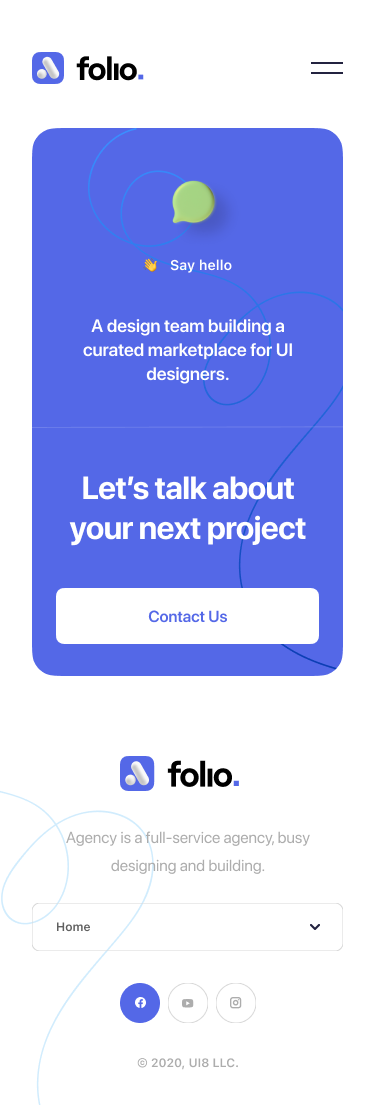 folio.
👋 Say hello
A design team building a
curated marketplace for UI
designers.
Let’s talk about
your next project
Contact Us
folio.
Agency is a full-service agency, busy
designing and building.
Home
© 2020, UI8 LLC.